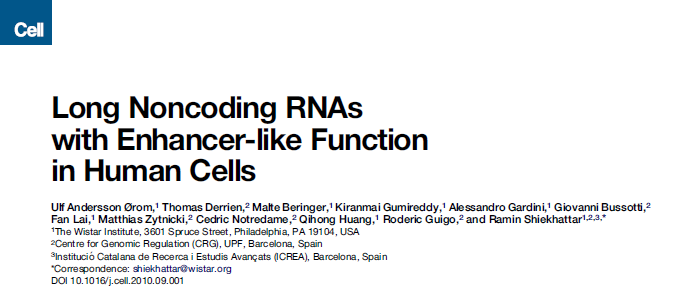 Cell
Long Noncoding RNAs
with Enhancer-like Function
in Human Cells
Ulf Andersson Ørom,¹ Thomas Derrien,² Malte Beringer,¹ Kiranmai Gumireddy,¹ Alessandro Gardini,¹ Giovanni Bussotti,²
Fan Lai,¹ Matthias Zytnicki,² Cedric Notredame,² Qihong Huang,¹ Roderic Guigo,² and Ramin Shiekhattar¹,²,³,*
¹The Wistar Institute, 3601 Spruce Street, Philadelphia, PA 19104, USA
²Centre for Genomic Regulation (CRG), UPF, Barcelona, Spain
³Institució Catalana de Recerca i Estudis Avançats (ICREA), Barcelona, Spain
*Correspondence: shiekhattar@wistar.org
DOI 10.1016/j.cell.2010.09.001